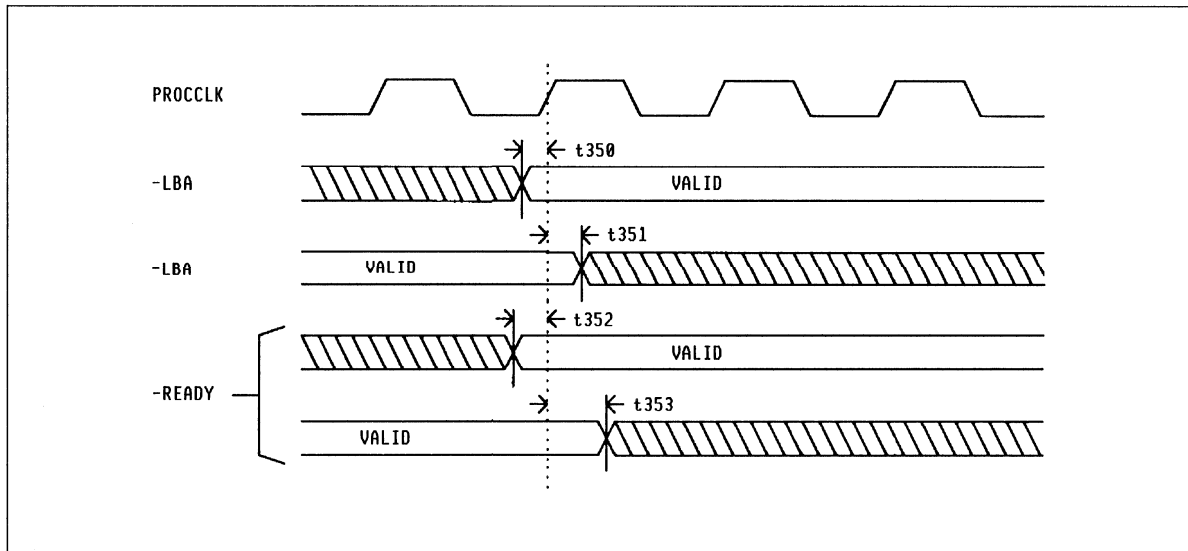 PROCCLK
t350
-LBA
VALID
t351
-LBA
VALID
t352
VALID
-READY
t353
VALID